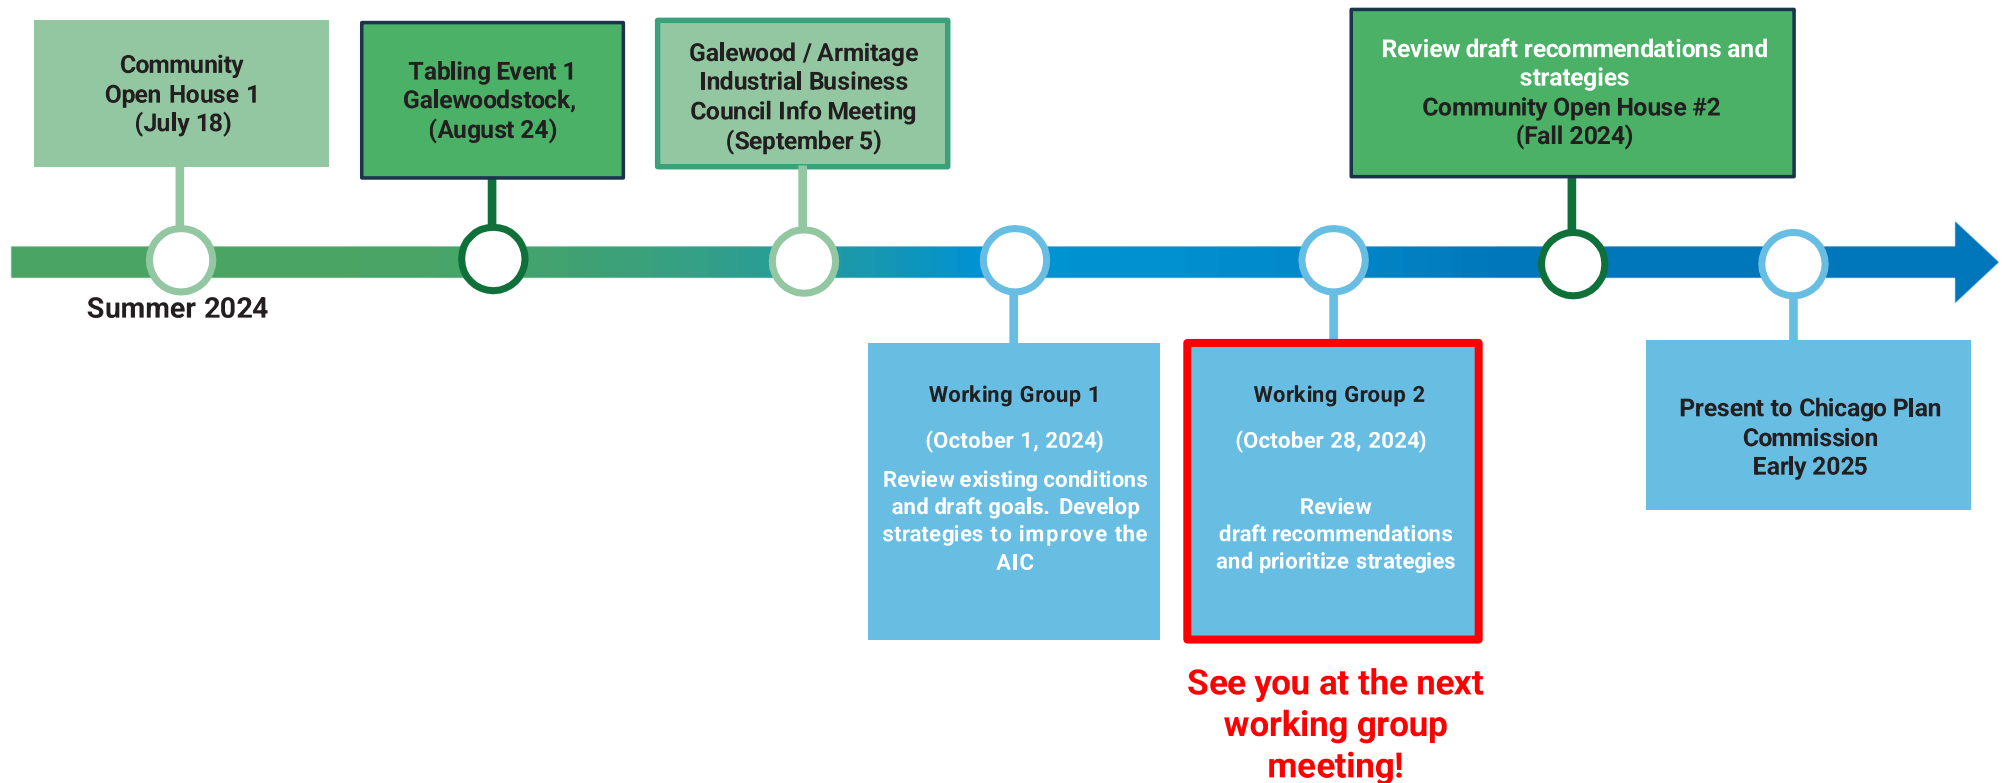 Community
Open House 1
(July 18)
Tabling Event 1
Galewoodstock,
(August 24)
Galewood / Armitage
Industrial Business
Council Info Meeting
(September 5)
Review draft recommendations and
strategies
Community Open House #2
(Fall 2024)
Summer 2024
Working Group 1
(October 1, 2024)
Review existing conditions
and draft goals. Develop
strategies to improve the
AIC
Working Group 2
(October 28, 2024)
Review
draft recommendations
and prioritize strategies
Present to Chicago Plan
Commission
Early 2025
See you at the next
working group
meeting!